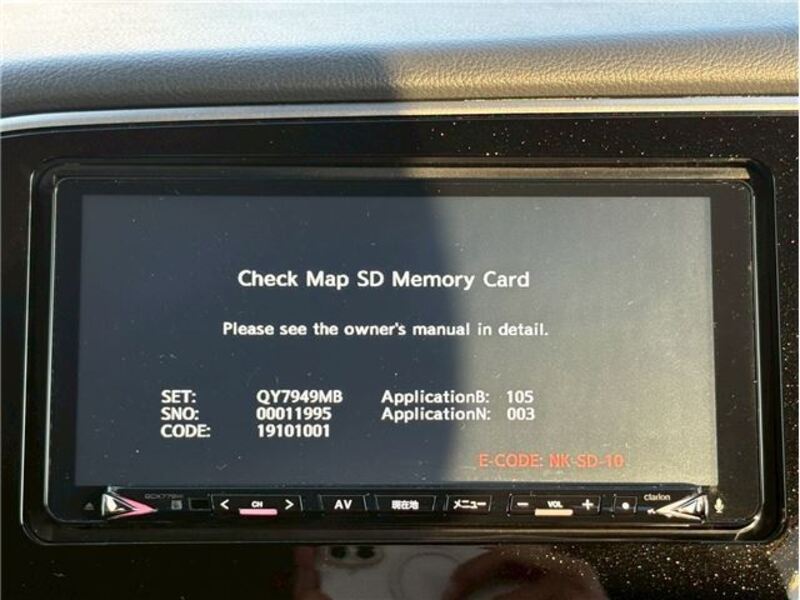 Check Map SD Memory Card
Please see the owner's manual in detail.
SET: QY7949MB ApplicationB: 105
SNO: 00011995 ApplicationN: 003
CODE: 19101001
E-CODE: NK-SD-10
CH
AV
現在地
メニュー
VOL
clarion